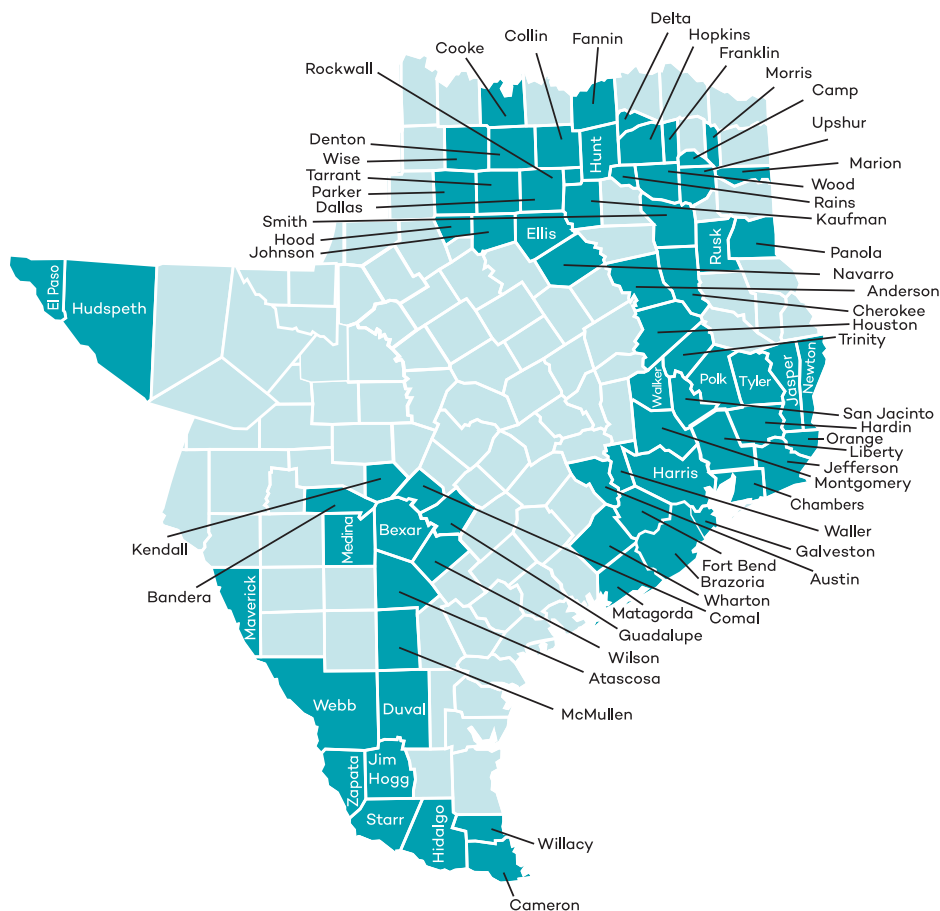 Delta
Hopkins
Collin
Fannin
Franklin
Cooke
Morris
Rockwall
Camp
Upshur
Denton
Hunt
Wise
Marion
Tarrant
Wood
Parker
Rains
Dallas
Kaufman
Smith
Hood
Ellis
Johnson
Rusk
Panola
Navarro
El Paso
Hudspeth
Anderson
Cherokee
Houston
Trinity
Walker
Polk
Tyler
Jasper
Newton
San Jacinto
Hardin
Orange
Liberty
Harris
Jefferson
Montgomery
Chambers
Waller
Kendall
Medina
Bexar
Galveston
Fort Bend
Austin
Brazoria
Bandera
Maverick
Wharton
Matagorda
Comal
Guadalupe
Wilson
Atascosa
Webb
Duval
McMullen
Zapata
Jim
Hogg
Starr
Hidalgo
Willacy
Cameron